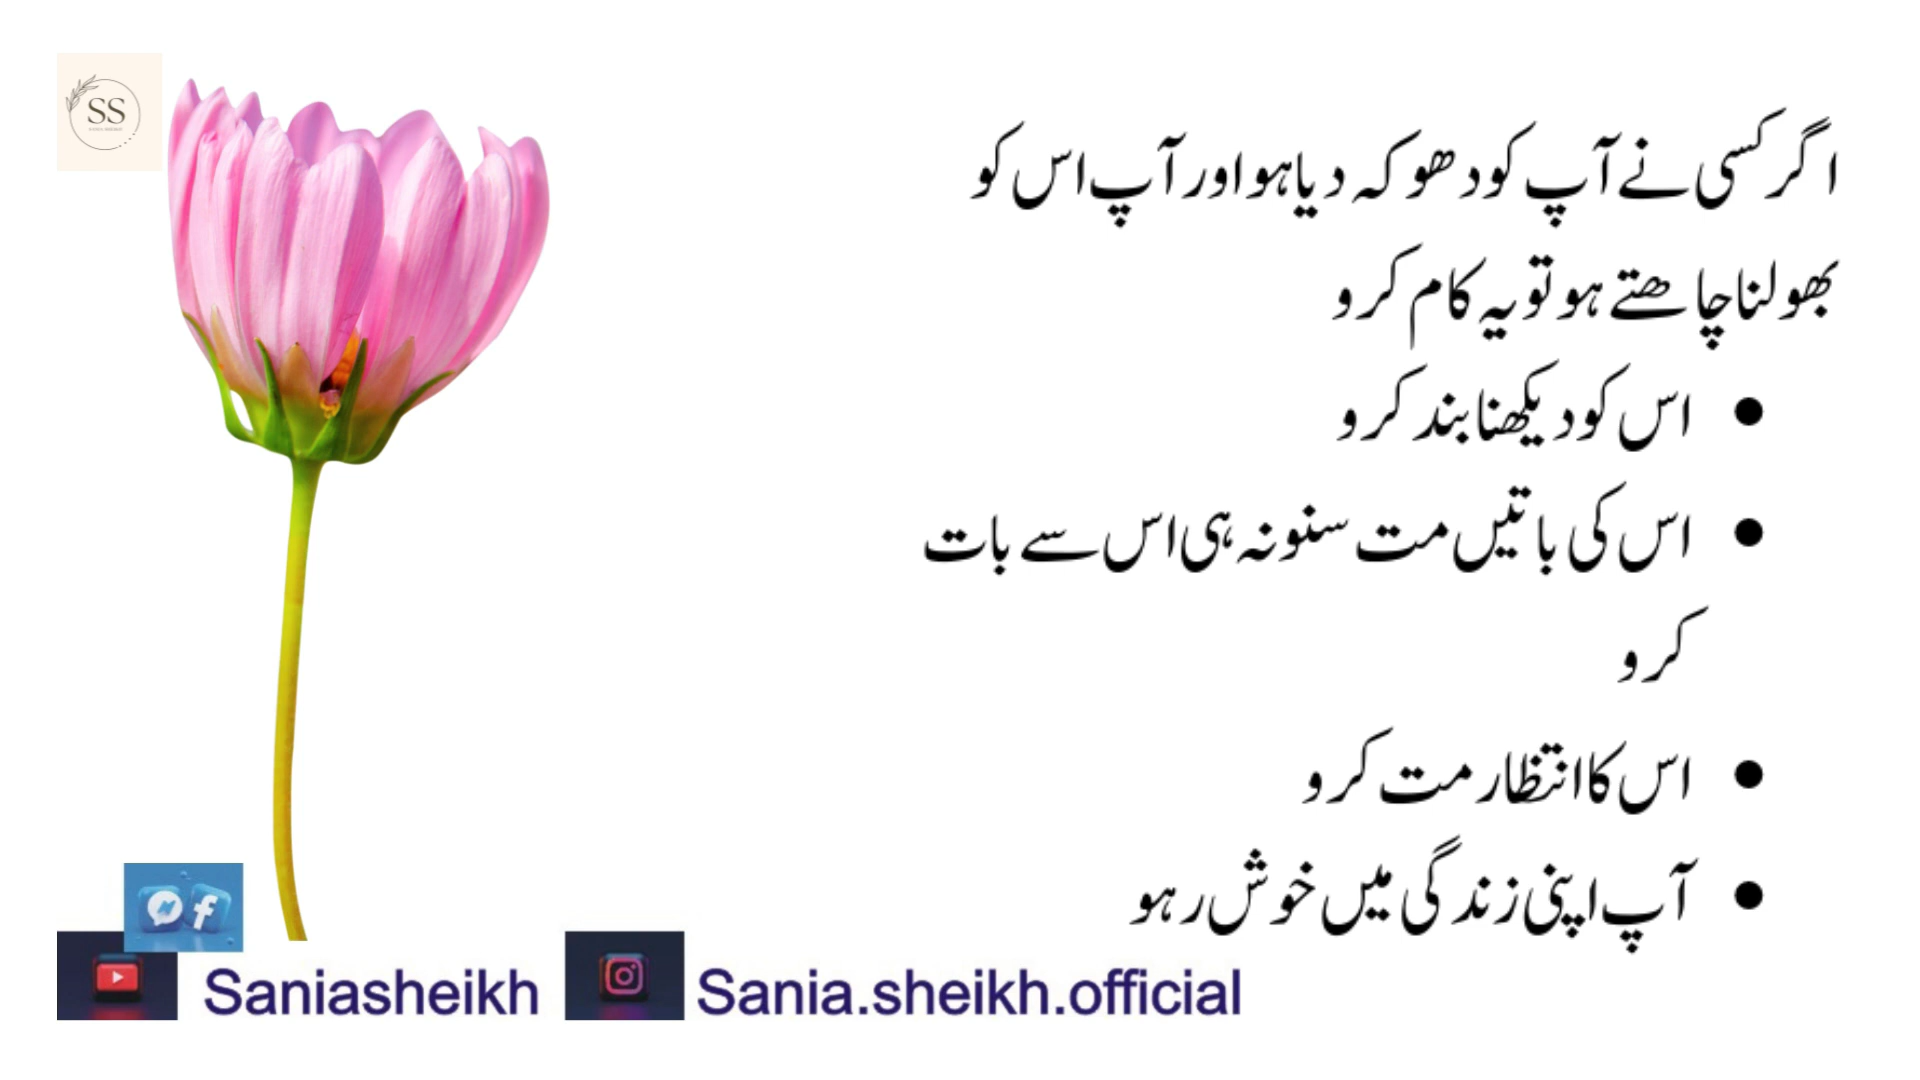 SS
اگر کسی نے آپ کو دھوکہ دیا ہو اور آپ اس کو
بھولنا چاھتے ہو تو یہ کام کرو
• اس کو دیکھنا بند کرو
• اس کی باتیں مت سنو نہ ہی اس سے بات
کرو
• اس کا انتظار مت کرو
• آپ اپنی زندگی میں خوش رہو
Saniasheikh
Sania.sheikh.official